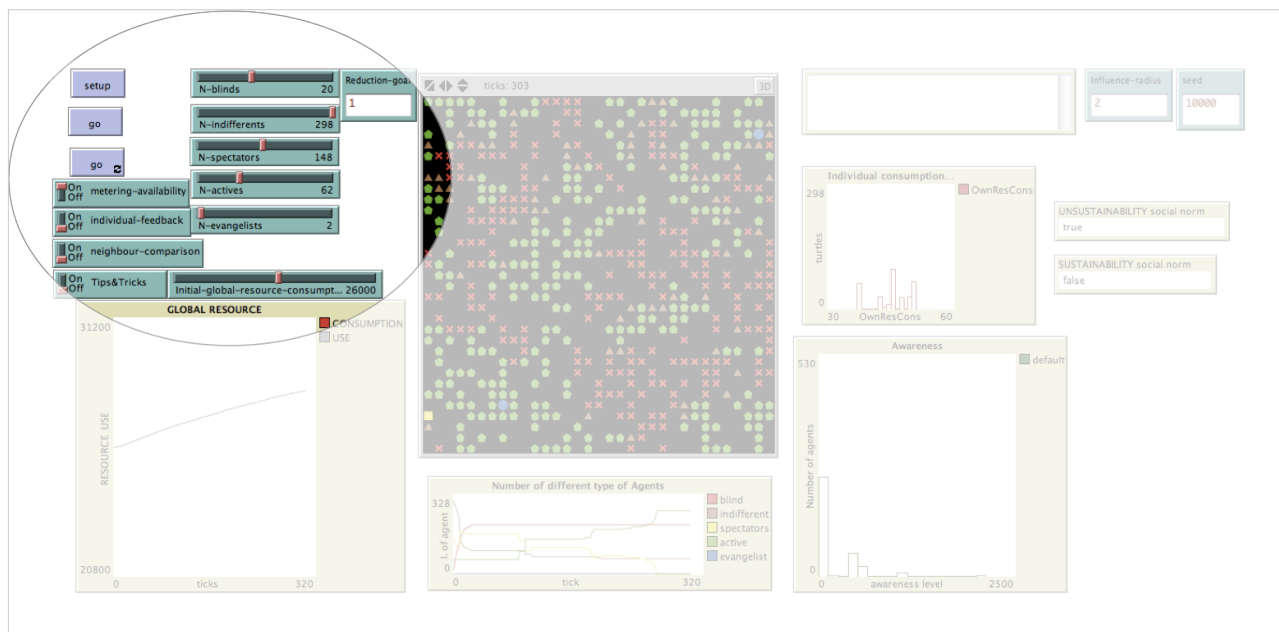 setup
go
go
N-blinds 20
N-indifferents 298
N-spectators 148
N-actives 62
N-evangelists 2
Reduction-goal
1
On
Off
metering-availability
On
Off
individual-feedback
On
Off
neighbour-comparison
On
Off
Tips&Tricks
Initial-global-resource-consumpt... 26000
GLOBAL RESOURCE
31200
RESOURCE USE
20800
0 ticks 320
CONSUMPTION
USE
ticks: 303
3D
Number of different type of Agents
328
0
0 tick 320
blind
indifferent
spectators
active
evangelist
Influence-radius
2
seed
10000
Individual consumption...
298
turtles
0
30 OwnResCons 60
OwnResCons
UNSUSTAINABILITY social norm
true
SUSTAINABILITY social norm
false
Awareness
530
Number of agents
0
0 awareness level 2500
default